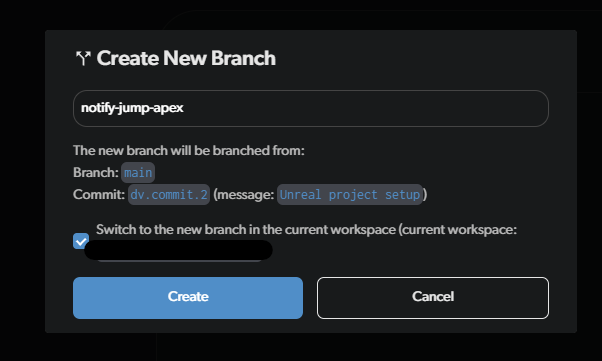 Create New Branch
notify-jump-apex
The new branch will be branched from:
Branch: main
Commit: dv.commit.2 (message: Unreal project setup)
Switch to the new branch in the current workspace (current workspace:
Create
Cancel